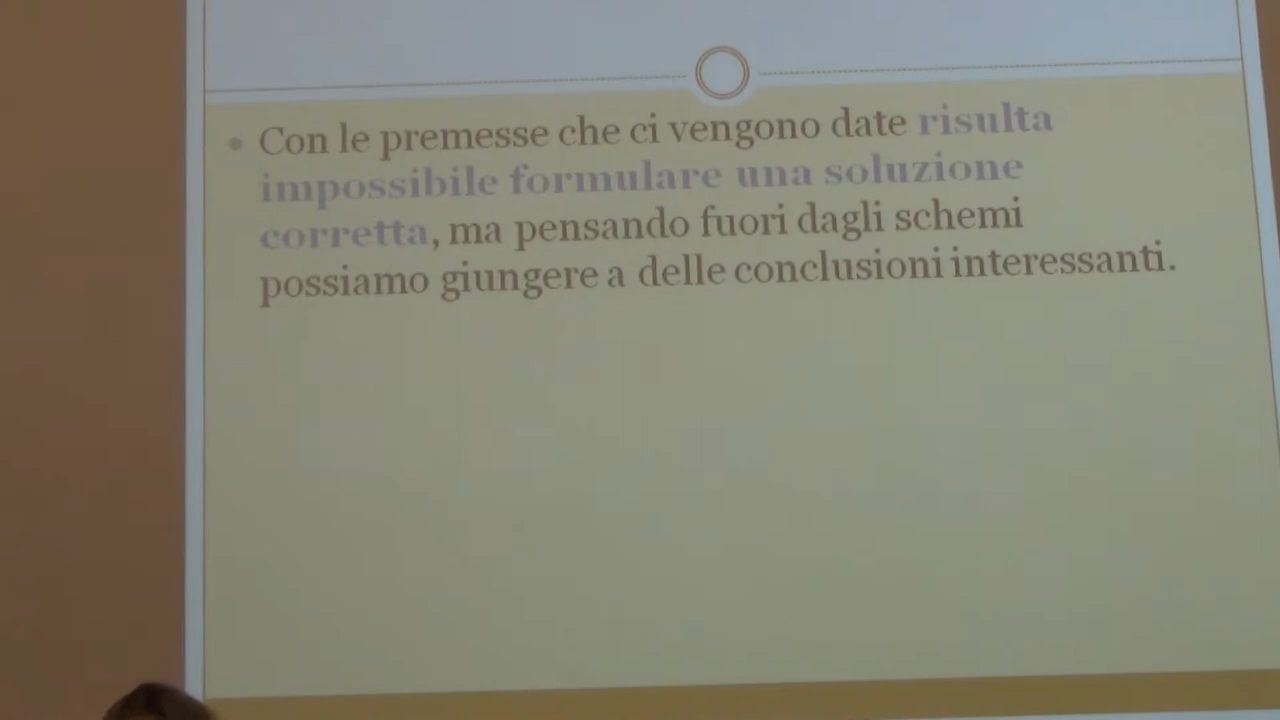 Con le premesse che ci vengono date risulta
impossibile formulare una soluzione
corretta, ma pensando fuori dagli schemi
possiamo giungere a delle conclusioni interessanti.